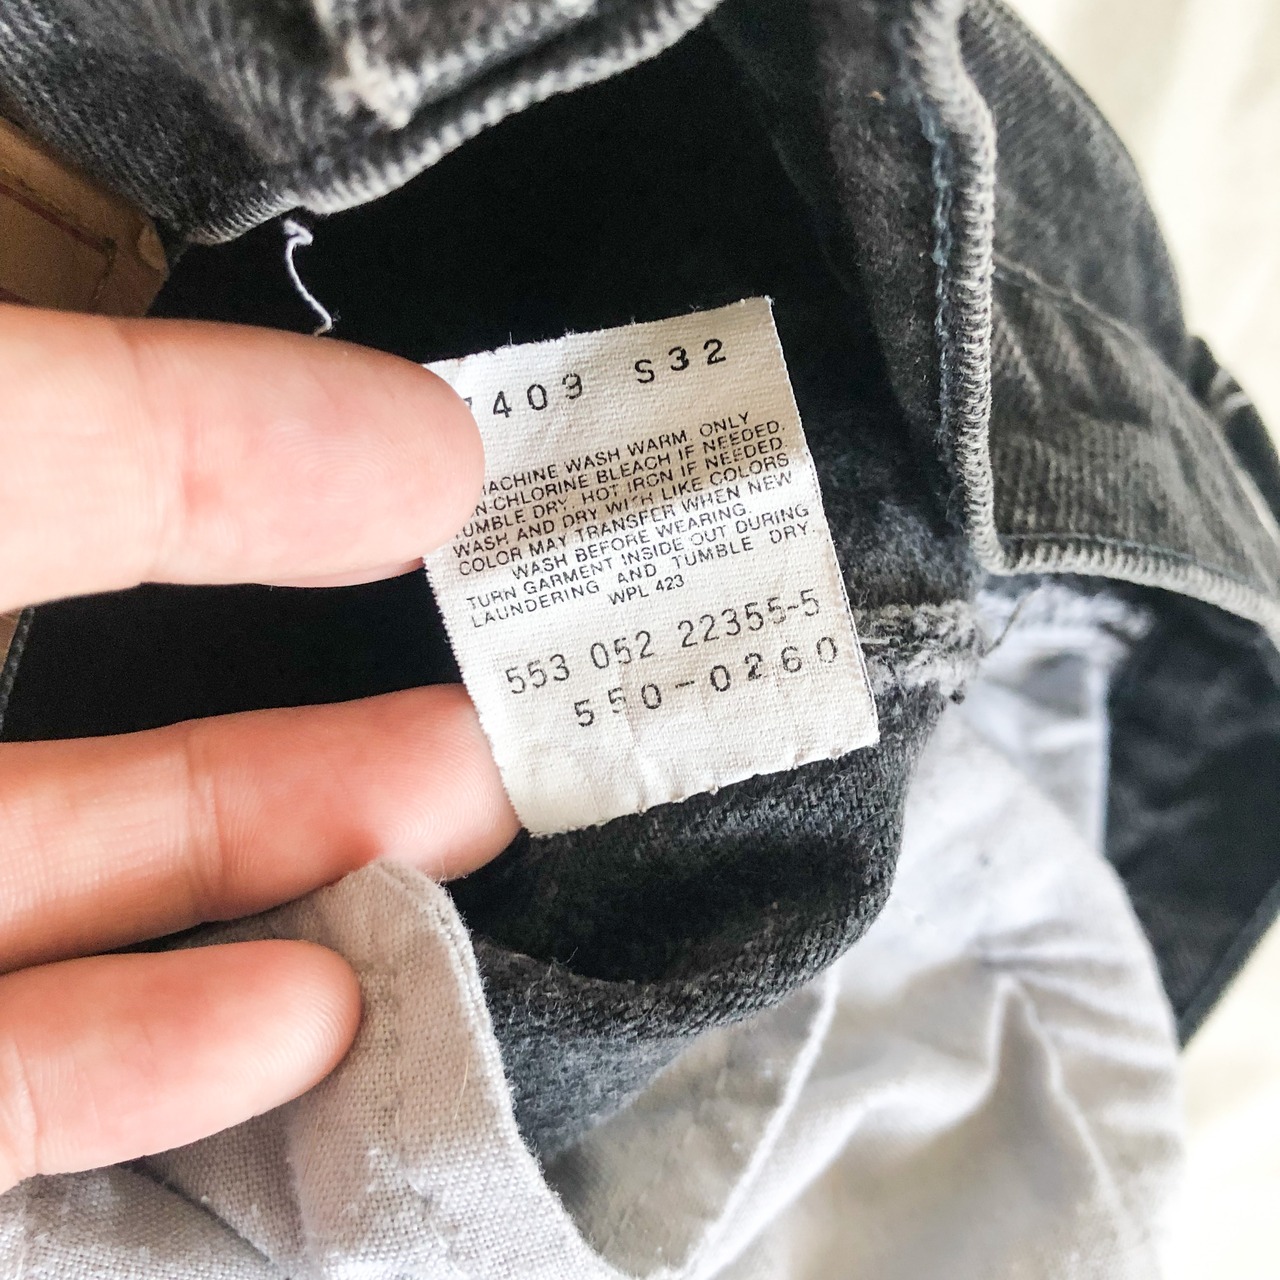 409 S32
MACHINE WASH WARM. ONLY
N-CHLORINE BLEACH IF NEEDED.
TUMBLE DRY. HOT IRON IF NEEDED
WASH AND DRY WITH LIKE COLORS
COLOR MAY TRANSFER WHEN NEW
WASH BEFORE WEARING.
TURN GARMENT INSIDE OUT DURING
LAUNDERING AND TUMBLE DRY.
WPL 423
553 052 22355-5
550-0260